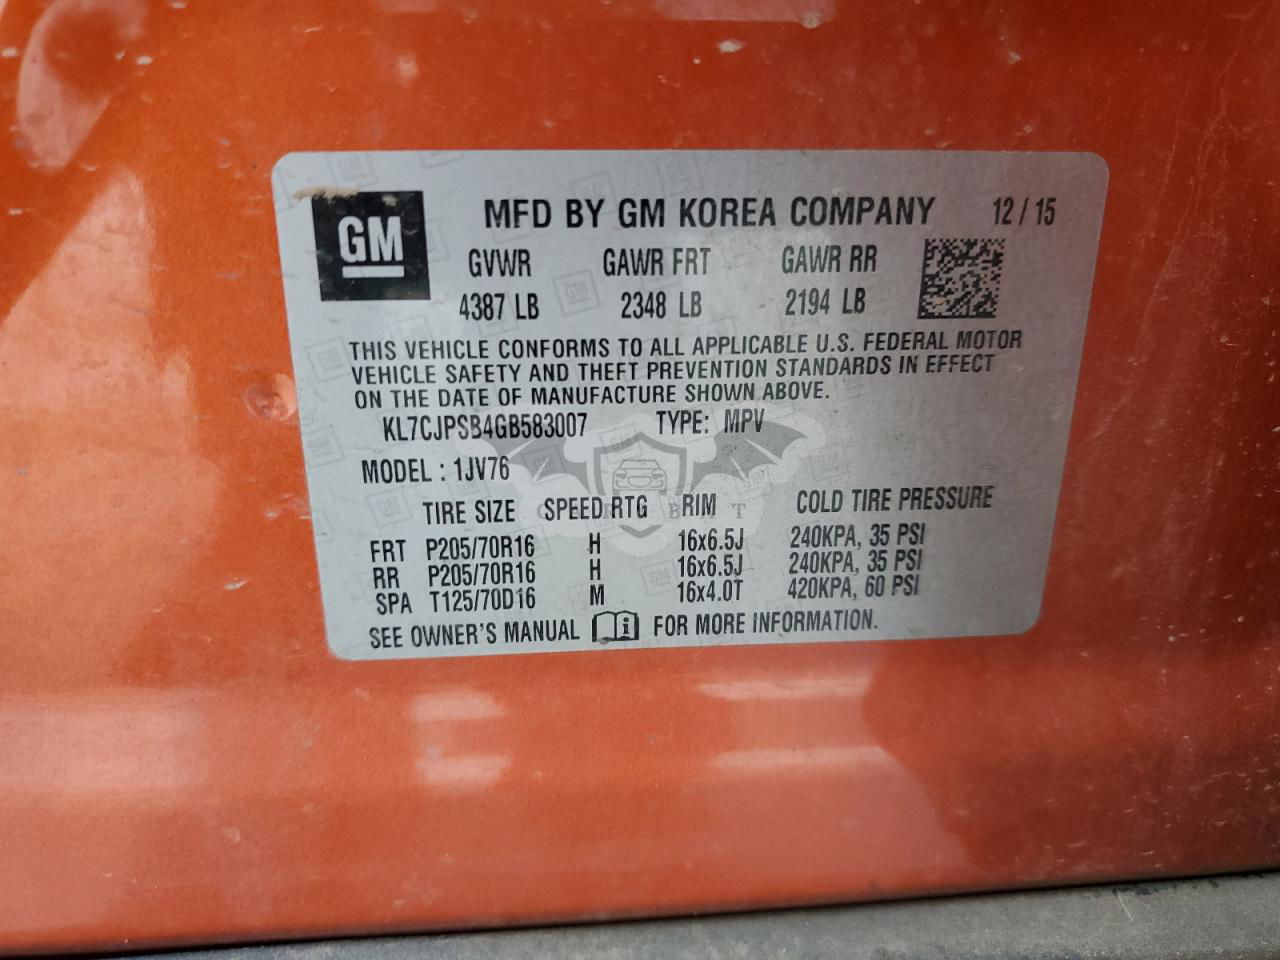 GM
MFD BY GM KOREA COMPANY 12/15
GVWR GAWR FRT GAWR RR
4387 LB 2348 LB 2194 LB
THIS VEHICLE CONFORMS TO ALL APPLICABLE U.S. FEDERAL MOTOR
VEHICLE SAFETY AND THEFT PREVENTION STANDARDS IN EFFECT
ON THE DATE OF MANUFACTURE SHOWN ABOVE.
KL7CJPSB4GB583007 TYPE: MPV
MODEL : 1JV76
TIRE SIZE SPEED RTG RIM COLD TIRE PRESSURE
FRT P205/70R16 H 16x6.5J 240KPA, 35 PSI
RR P205/70R16 H 16x6.5J 240KPA, 35 PSI
SPA T125/70D16 M 16x4.0T 420KPA, 60 PSI
SEE OWNER'S MANUAL i FOR MORE INFORMATION.